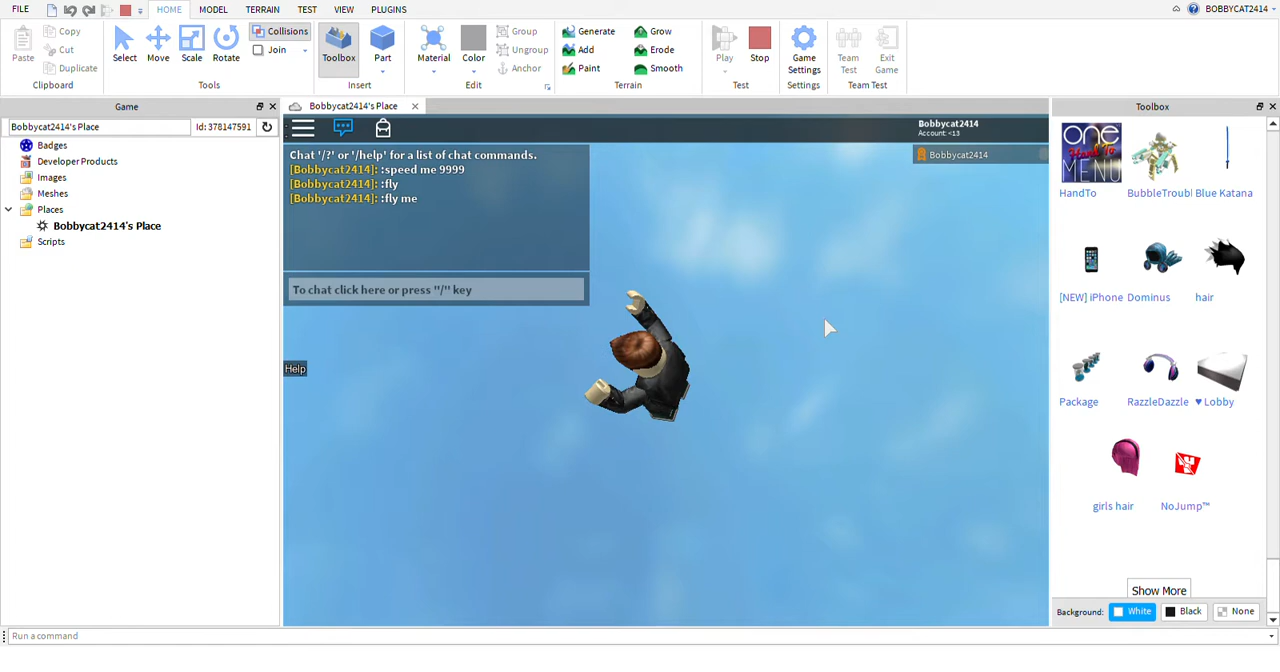 FILE HOME MODEL TERRAIN TEST VIEW PLUGINS BOBBYCAT2414
Paste Copy Cut Duplicate Clipboard
Select Move Scale Rotate Collisions Join Tools
Toolbox Part Insert
Material Color Group Ungroup Anchor Edit
Generate Add Paint Grow Erode Smooth Terrain
Play Stop Test
Game Settings Settings
Team Test Exit Game Team Test
Game
Bobbycat2414's Place Id: 378147591
Badges
Developer Products
Images
Meshes
Places
Bobbycat2414's Place
Scripts
Bobbycat2414's Place
Bobbycat2414
Account: <13
Bobbycat2414
Chat '/?' or '/help' for a list of chat commands.
[Bobbycat2414]: :speed me 9999
[Bobbycat2414]: :fly
[Bobbycat2414]: :fly me
To chat click here or press "/" key
Help
Toolbox
ONE
Hand To
MENU
HandTo BubbleTroubl Blue Katana
[NEW] iPhone Dominus hair
Package RazzleDazzle ♥ Lobby
girls hair NoJump™
Show More
Background: White Black None
Run a command